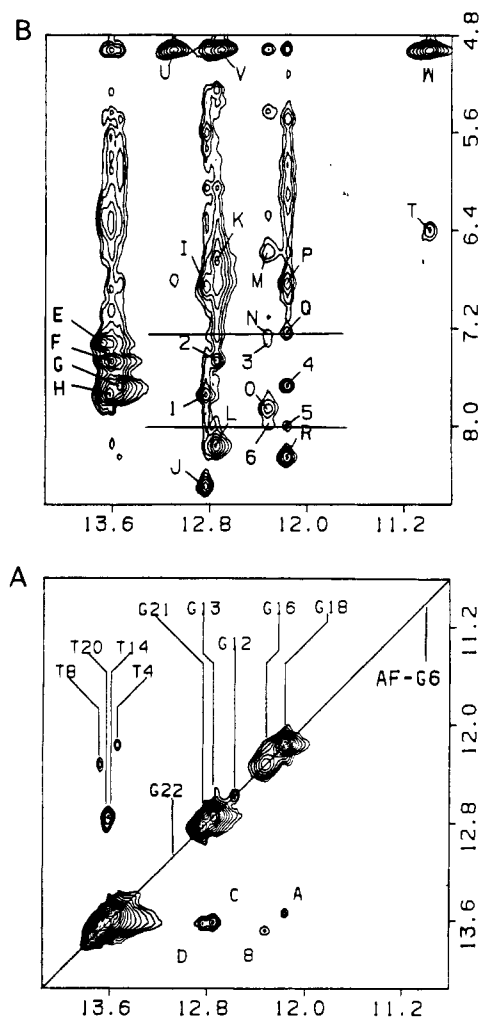 B
4.8
5.6
6.4
7.2
8.0
U V W
T
I K
O M P
E N Q
F 2 3
G 4
H 1 O 5
L 6 R
J
13.6 12.8 12.0 11.2
A
G21 G13 G16 G18
T20 T14 G12
T8 T4 AF-G6
G22
C A
D B
11.2
12.0
12.8
13.6
13.6 12.8 12.0 11.2